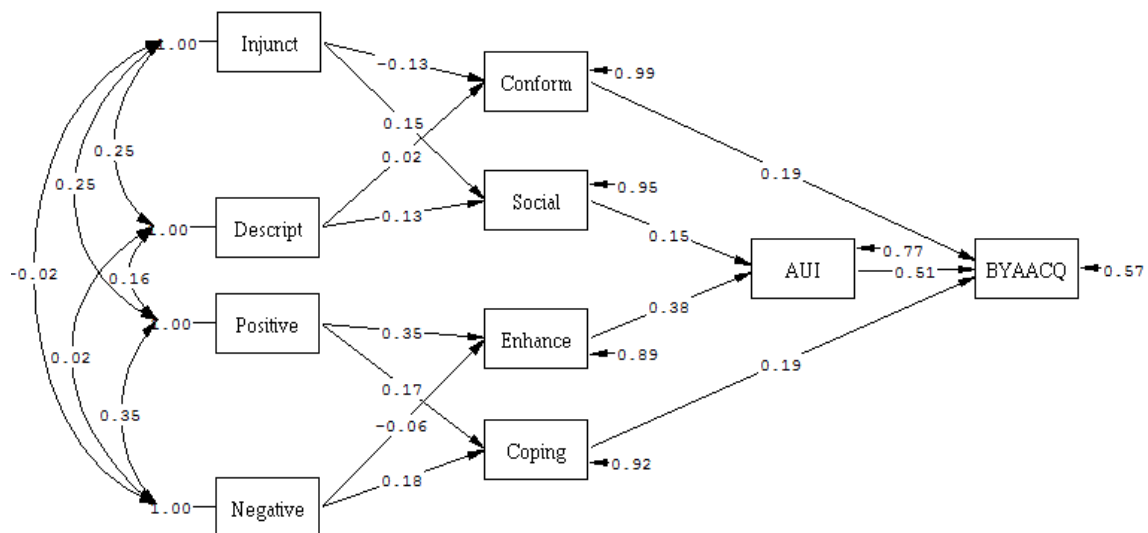 1.00
Injunct
-0.13
Conform
0.99
0.15
0.25
0.02
0.19
0.25
Social
0.95
1.00
Descript
-0.13
0.15
AUI
0.77
0.51
BYAACQ
0.57
-0.02
0.16
1.00
Positive
0.35
Enhance
0.38
0.89
0.02
0.17
0.19
0.35
-0.06
Coping
0.92
0.18
1.00
Negative